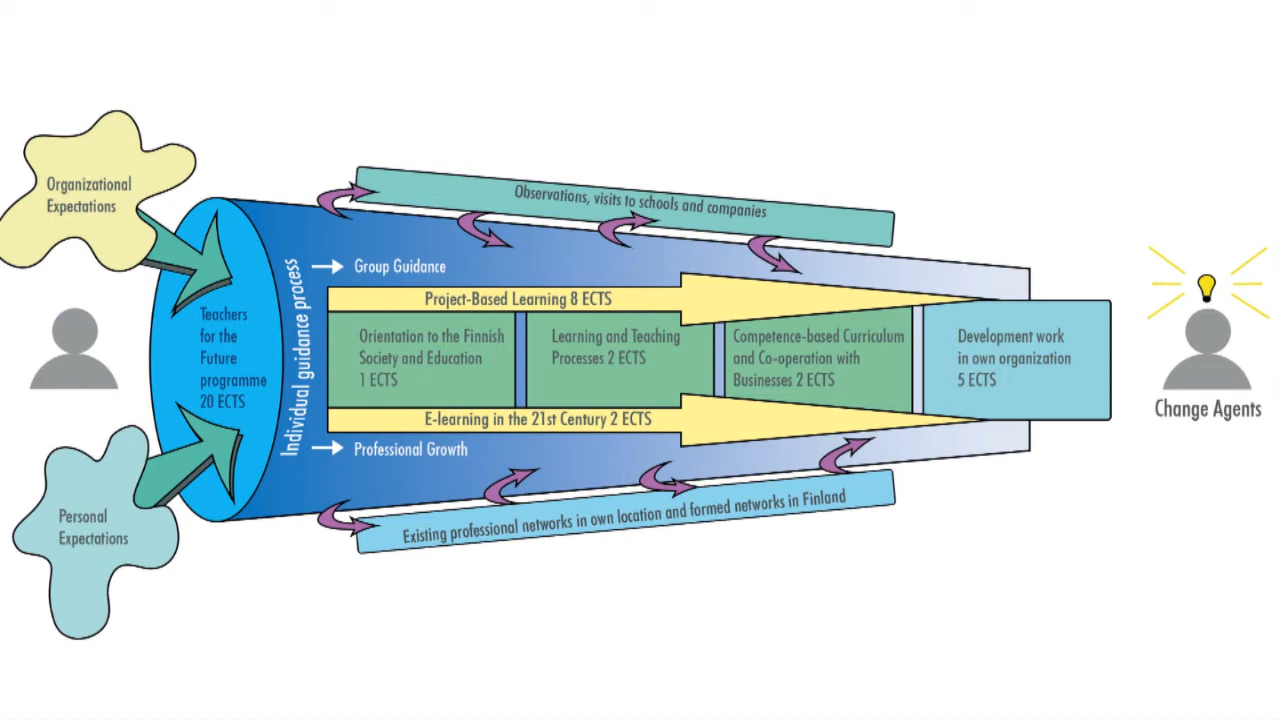 Organizational
Expectations
Personal
Expectations
Teachers
for the
Future
programme
20 ECTS
Individual guidance process
Observations, visits to schools and companies
Group Guidance
Project-Based Learning 8 ECTS
Orientation to the Finnish
Society and Education
1 ECTS
Learning and Teaching
Processes 2 ECTS
Competence-based Curriculum
and Co-operation with
Businesses 2 ECTS
Development work
in own organization
5 ECTS
E-learning in the 21st Century 2 ECTS
Professional Growth
Existing professional networks in own location and formed networks in Finland
Change Agents